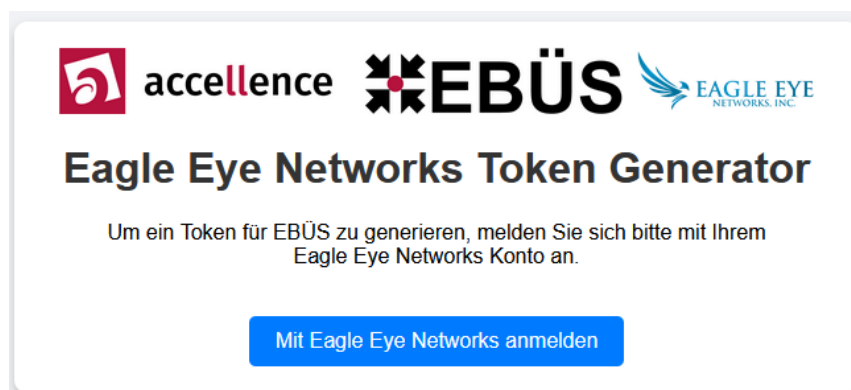 accellence EBÜS EAGLE EYE
NETWORKS, INC.
Eagle Eye Networks Token Generator
Um ein Token für EBÜS zu generieren, melden Sie sich bitte mit Ihrem
Eagle Eye Networks Konto an.
Mit Eagle Eye Networks anmelden